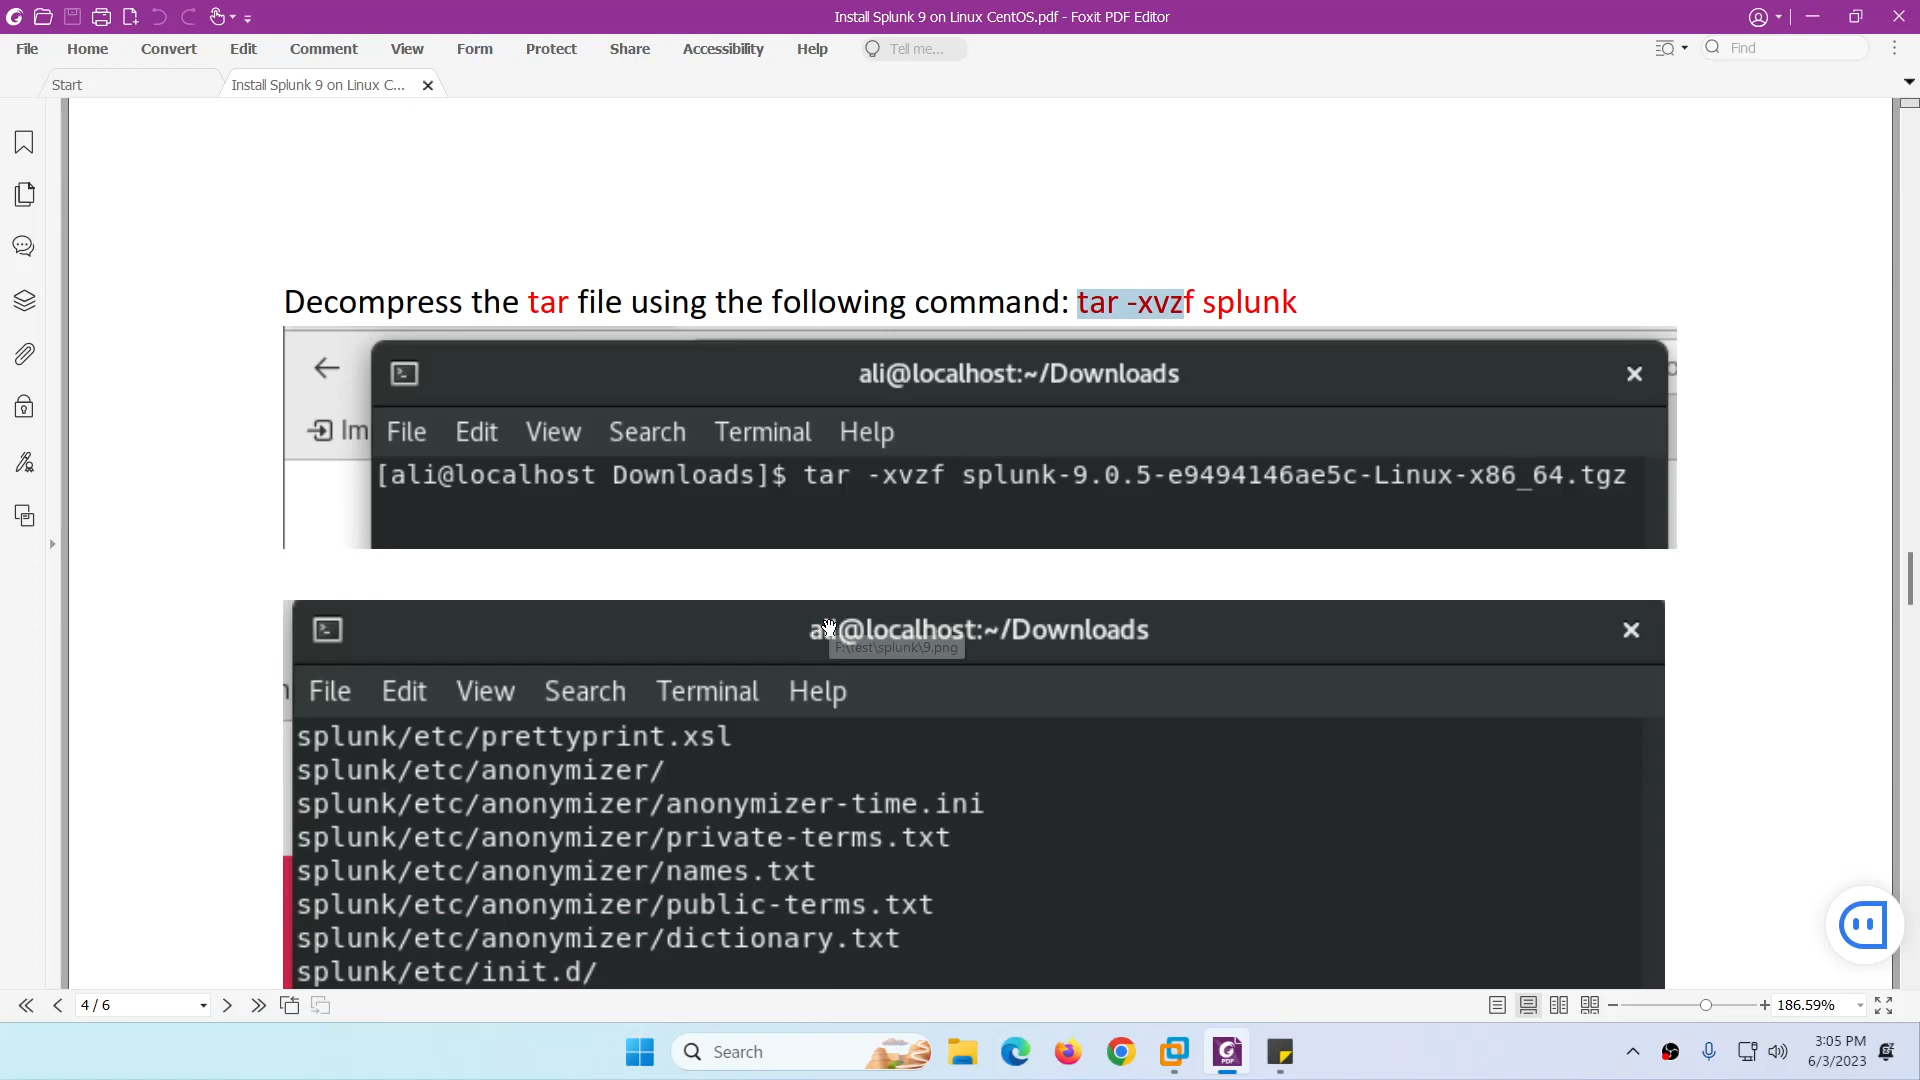 Install Splunk 9 on Linux CentOS.pdf - Foxit PDF Editor
File Home Convert Edit Comment View Form Protect Share Accessibility Help Tell me... Find
Start Install Splunk 9 on Linux C...
Decompress the tar file using the following command: tar -xvzf splunk
ali@localhost:~/Downloads
Im File Edit View Search Terminal Help
[ali@localhost Downloads]$ tar -xvzf splunk-9.0.5-e9494146ae5c-Linux-x86_64.tgz
ali@localhost:~/Downloads
F:\test\splunk\9.png
File Edit View Search Terminal Help
splunk/etc/prettyprint.xsl
splunk/etc/anonymizer/
splunk/etc/anonymizer/anonymizer-time.ini
splunk/etc/anonymizer/private-terms.txt
splunk/etc/anonymizer/names.txt
splunk/etc/anonymizer/public-terms.txt
splunk/etc/anonymizer/dictionary.txt
splunk/etc/init.d/
4 / 6 186.59%
Search 3:05 PM
6/3/2023